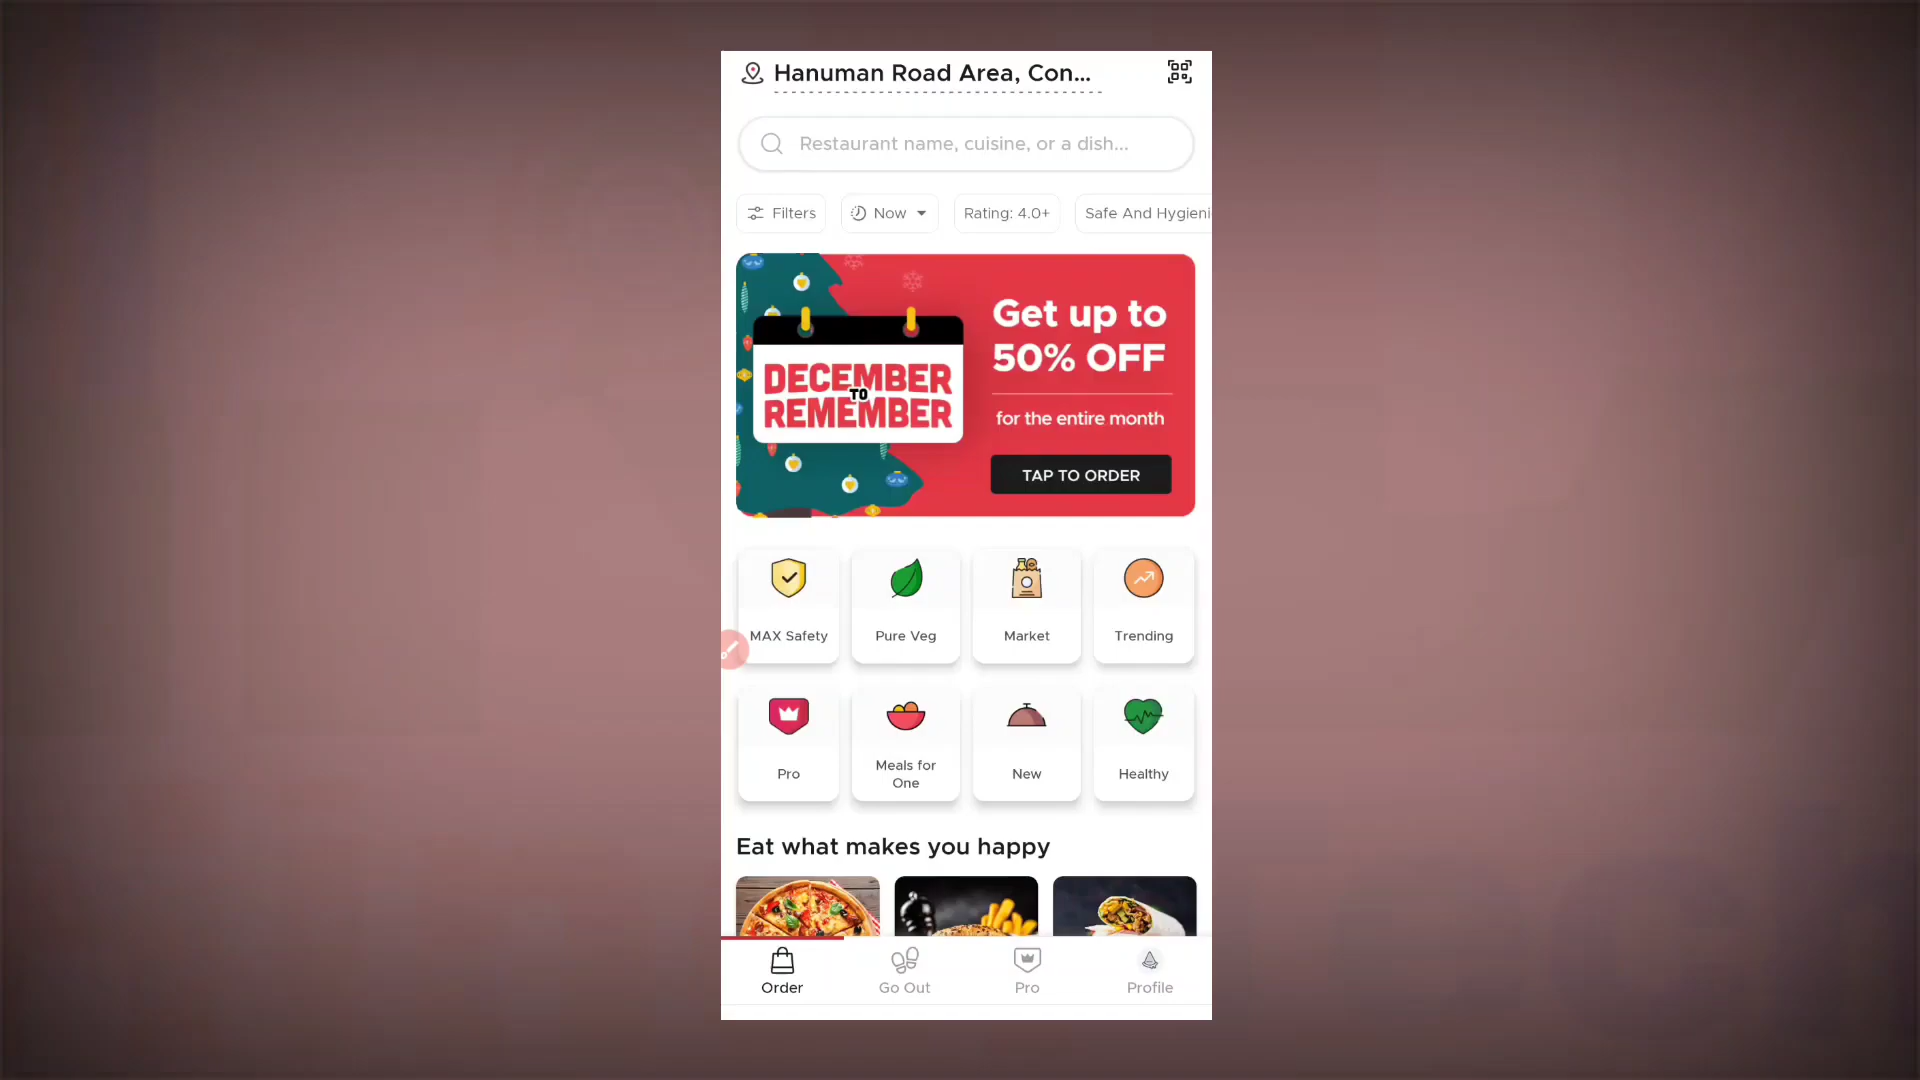 Hanuman Road Area, Con...
Restaurant name, cuisine, or a dish...
Filters
Now
Rating: 4.0+
Safe And Hygieni
DECEMBER
TO
REMEMBER
Get up to
50% OFF
for the entire month
TAP TO ORDER
MAX Safety
Pure Veg
Market
Trending
Pro
Meals for
One
New
Healthy
Eat what makes you happy
Order
Go Out
Pro
Profile